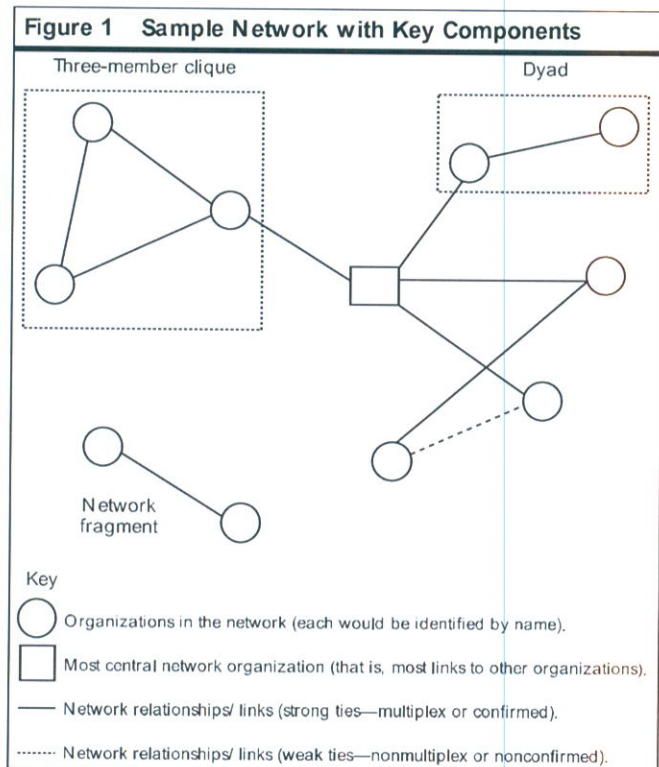 Figure 1 Sample Network with Key Components
Three-member clique
Dyad
Network
fragment
Key
Organizations in the network (each would be identified by name).
Most central network organization (that is, most links to other organizations).
Network relationships/ links (strong ties—multiplex or confirmed).
Network relationships/ links (weak ties—nonmultiplex or nonconfirmed).